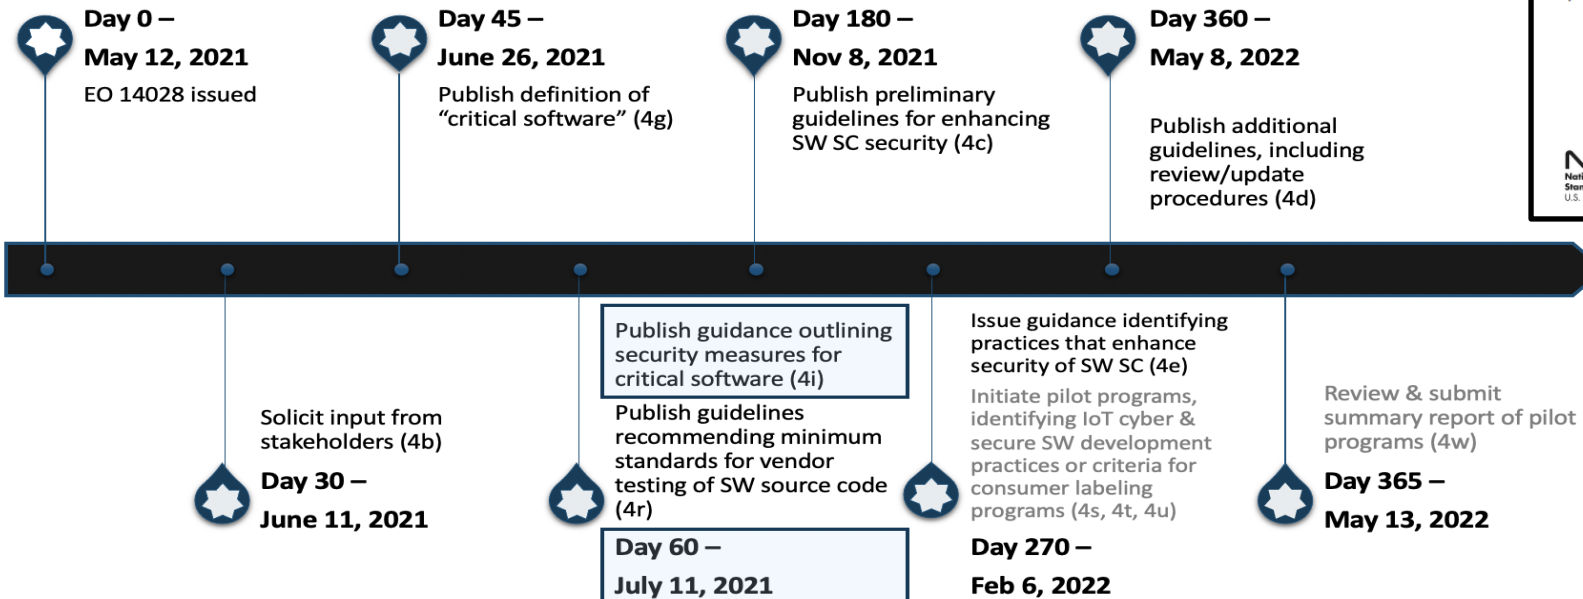 Day 0 –
May 12, 2021
EO 14028 issued
Day 45 –
June 26, 2021
Publish definition of
“critical software” (4g)
Day 180 –
Nov 8, 2021
Publish preliminary
guidelines for enhancing
SW SC security (4c)
Day 360 –
May 8, 2022
Publish additional
guidelines, including
review/update
procedures (4d)
Solicit input from
stakeholders (4b)
Day 30 –
June 11, 2021
Publish guidance outlining
security measures for
critical software (4i)
Publish guidelines
recommending minimum
standards for vendor
testing of SW source code
(4r)
Day 60 –
July 11, 2021
Issue guidance identifying
practices that enhance
security of SW SC (4e)
Initiate pilot programs,
identifying IoT cyber &
secure SW development
practices or criteria for
consumer labeling
programs (4s, 4t, 4u)
Day 270 –
Feb 6, 2022
Review & submit
summary report of pilot
programs (4w)
Day 365 –
May 13, 2022
U.S.